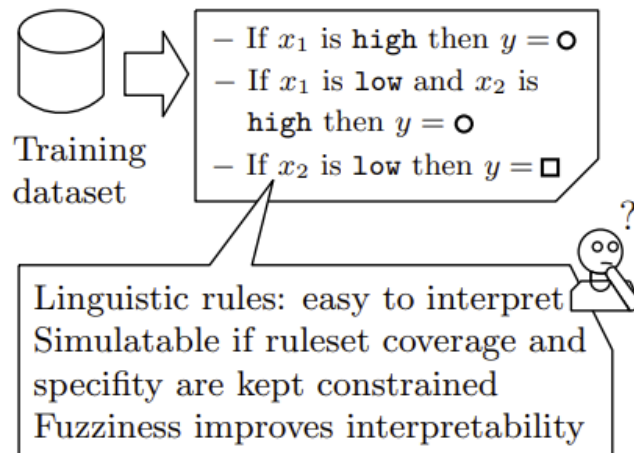 – If x₁ is high then y = ○
– If x₁ is low and x₂ is
high then y = ○
– If x₂ is low then y = □
Training
dataset
?
Linguistic rules: easy to interpret
Simulatable if ruleset coverage and
specifity are kept constrained
Fuzziness improves interpretability